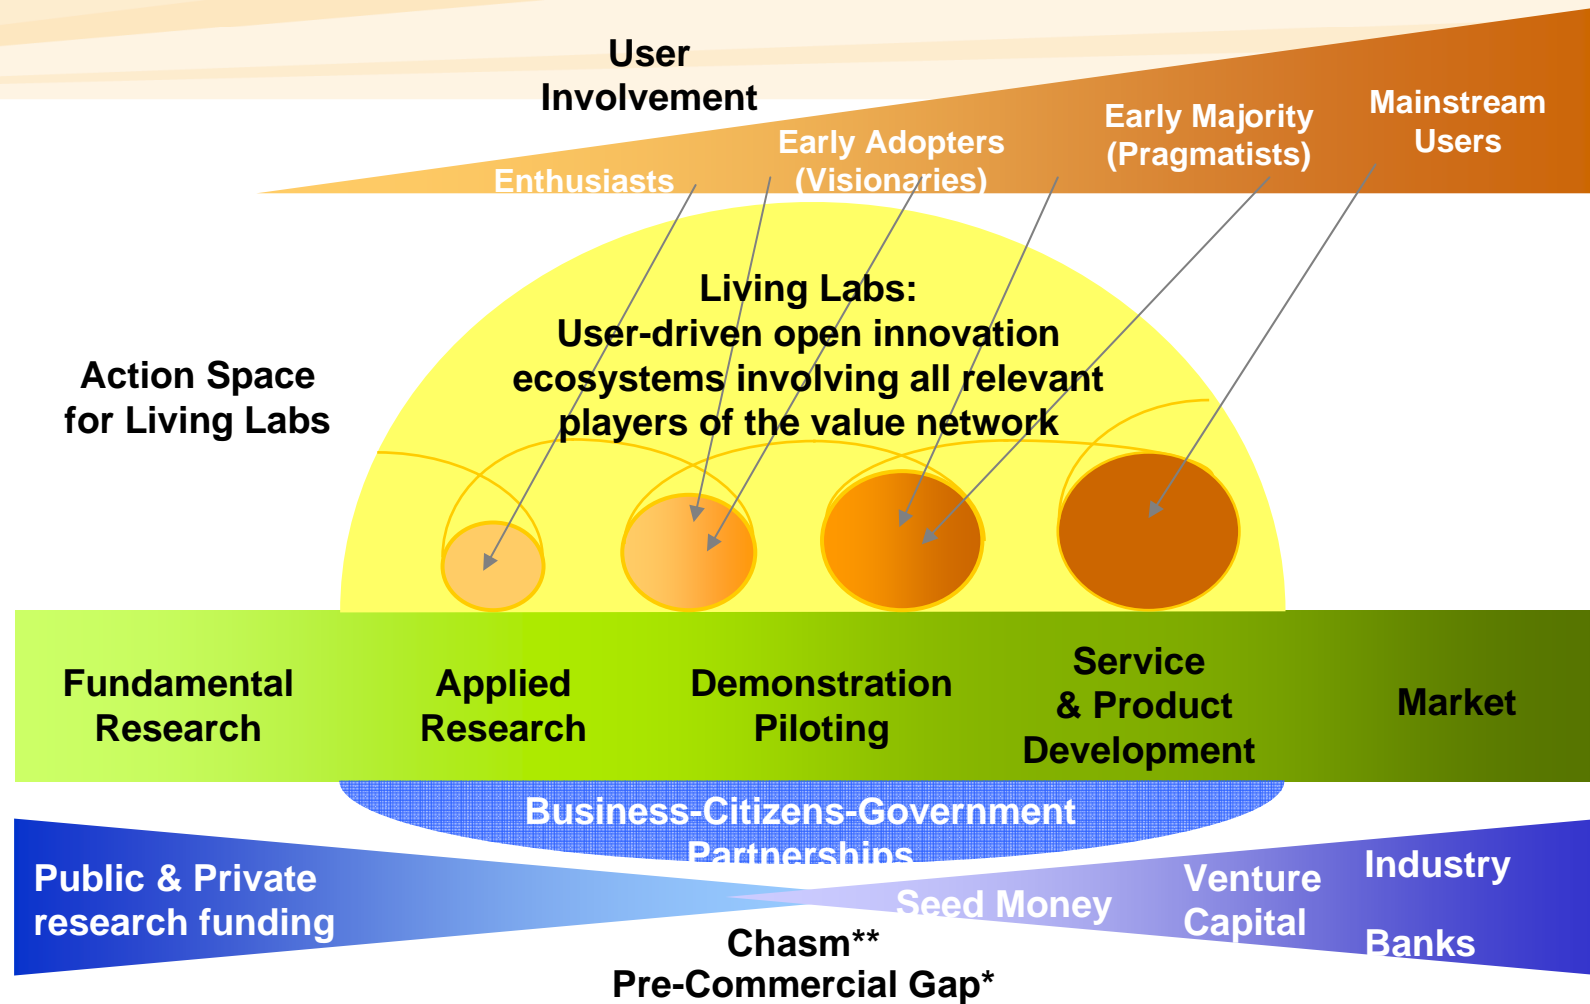 User
Involvement
Enthusiasts
Early Adopters
(Visionaries)
Early Majority
(Pragmatists)
Mainstream
Users
Living Labs:
User-driven open innovation
ecosystems involving all relevant
players of the value network
Action Space
for Living Labs
Fundamental
Research
Applied
Research
Demonstration
Piloting
Service
& Product
Development
Market
Business-Citizens-Government
Partnerships
Public & Private
research funding
Seed Money
Venture
Capital
Industry
Banks
Chasm**
Pre-Commercial Gap*